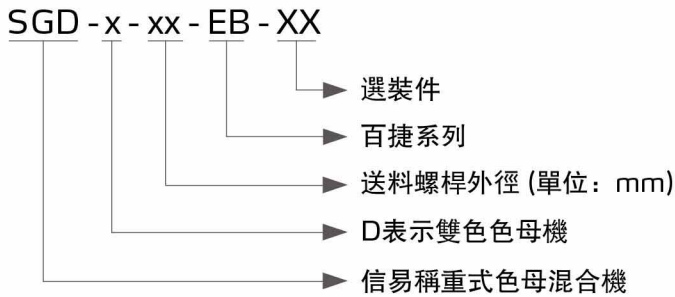 SGD-x-xx-EB-XX
選裝件
百捷系列
送料螺桿外徑 (單位：mm)
D表示雙色色母機
信易稱重式色母混合機